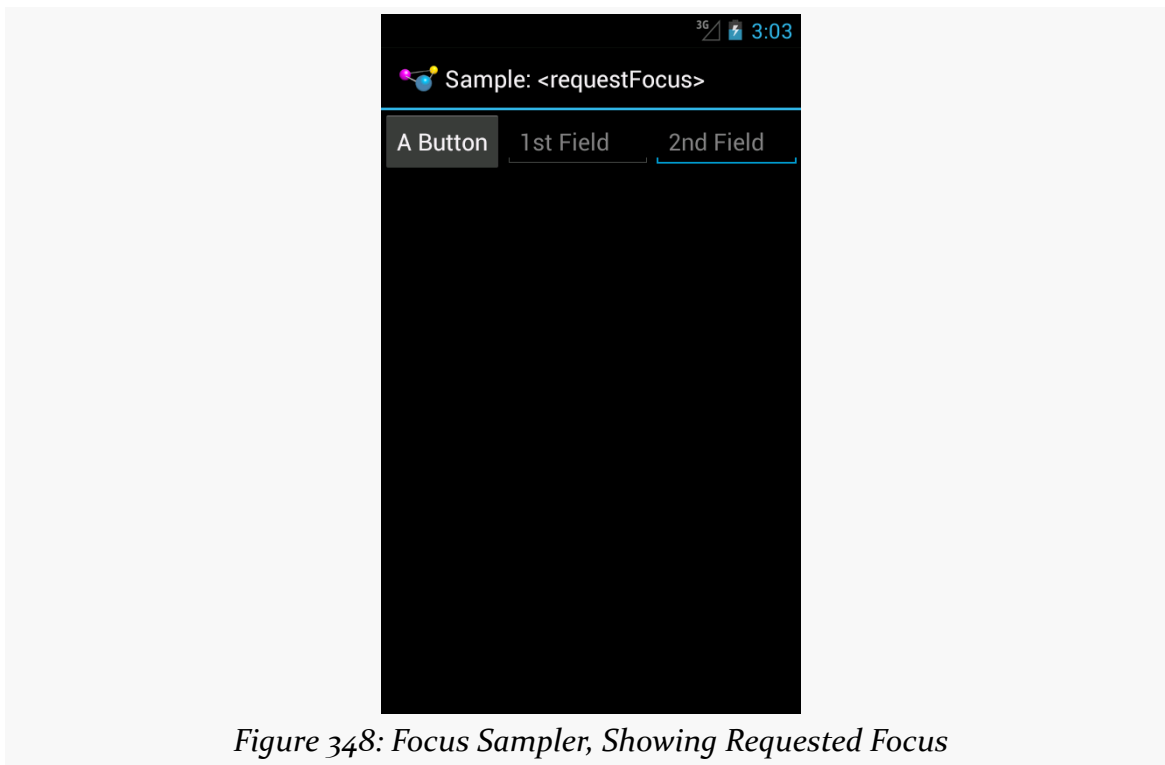 3G 3:03
Sample: <requestFocus>
A Button 1st Field 2nd Field
Figure 348: Focus Sampler, Showing Requested Focus